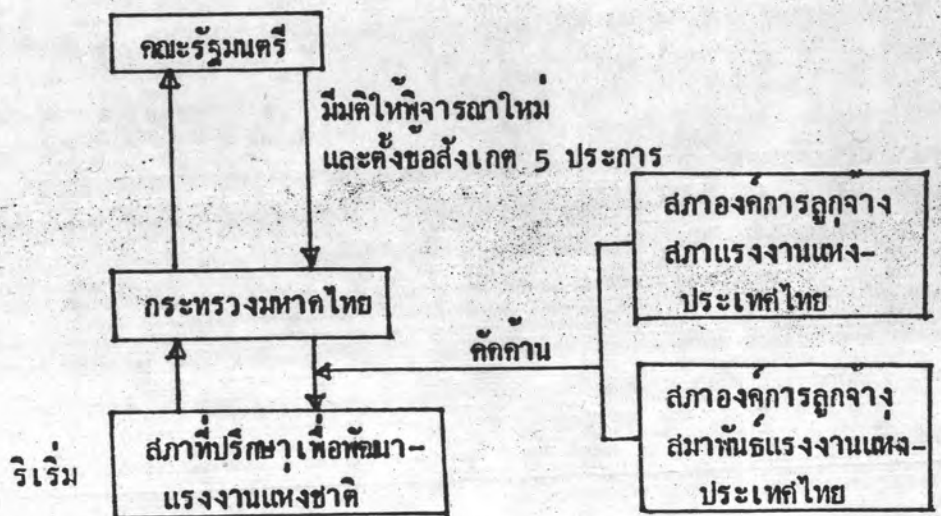 คณะรัฐมนตรี
มีมติให้พิจารณาใหม่
และตั้งข้อสังเกต 5 ประการ
สภาองค์การลูกจ้าง
สภาแรงงานแห่ง-
ประเทศไทย
กระทรวงมหาดไทย
คัดค้าน
สภาองค์การลูกจ้าง
สมาพันธ์แรงงานแห่ง-
ประเทศไทย
ริเริ่ม
สภาที่ปรึกษาเพื่อพัฒนา-
แรงงานแห่งชาติ